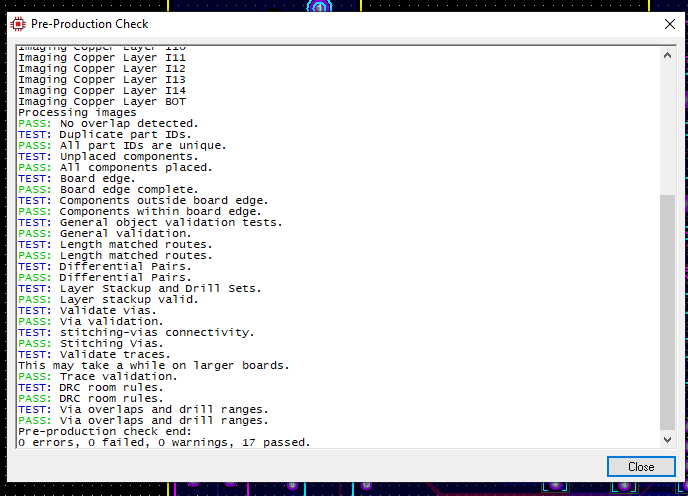 Pre-Production Check
Imaging Copper Layer I10
Imaging Copper Layer I11
Imaging Copper Layer I12
Imaging Copper Layer I13
Imaging Copper Layer I14
Imaging Copper Layer BOT
Processing images
PASS: No overlap detected.
TEST: Duplicate part IDs.
PASS: All part IDs are unique.
TEST: Unplaced components.
PASS: All components placed.
TEST: Board edge.
PASS: Board edge complete.
TEST: Components outside board edge.
PASS: Components within board edge.
TEST: General object validation tests.
PASS: General validation.
TEST: Length matched routes.
PASS: Length matched routes.
TEST: Differential Pairs.
PASS: Differential Pairs.
TEST: Layer Stackup and Drill Sets.
PASS: Layer stackup valid.
TEST: Validate vias.
PASS: Via validation.
TEST: stitching-vias connectivity.
PASS: Stitching Vias.
TEST: Validate traces.
This may take a while on larger boards.
PASS: Trace validation.
TEST: DRC room rules.
PASS: DRC room rules.
TEST: Via overlaps and drill ranges.
PASS: Via overlaps and drill ranges.
Pre-production check end:
0 errors, 0 failed, 0 warnings, 17 passed.
Close